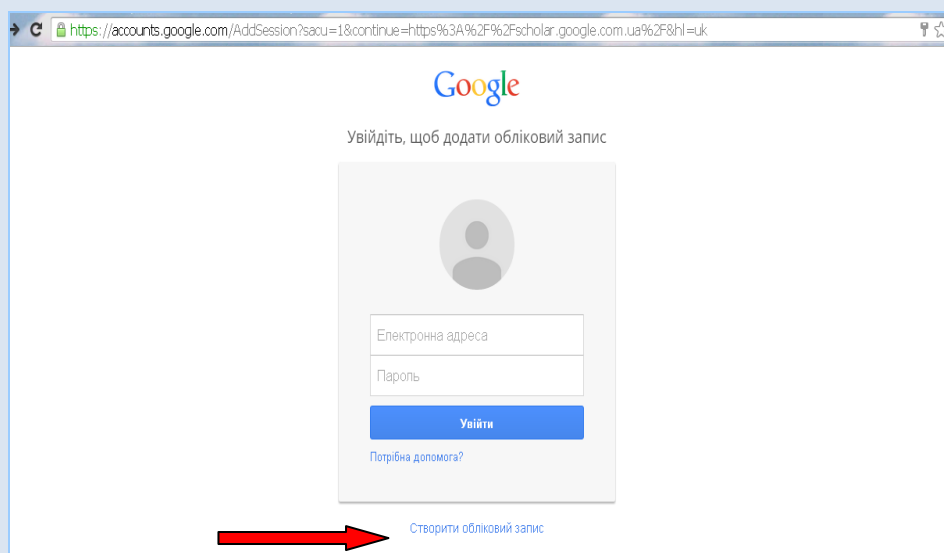 https://accounts.google.com/AddSession?sacu=1&continue=https%3A%2F%2Fscholar.google.com.ua%2F&hl=uk
Google
Увійдіть, щоб додати обліковий запис
Електронна адреса
Пароль
Увійти
Потрібна допомога?
Створити обліковий запис